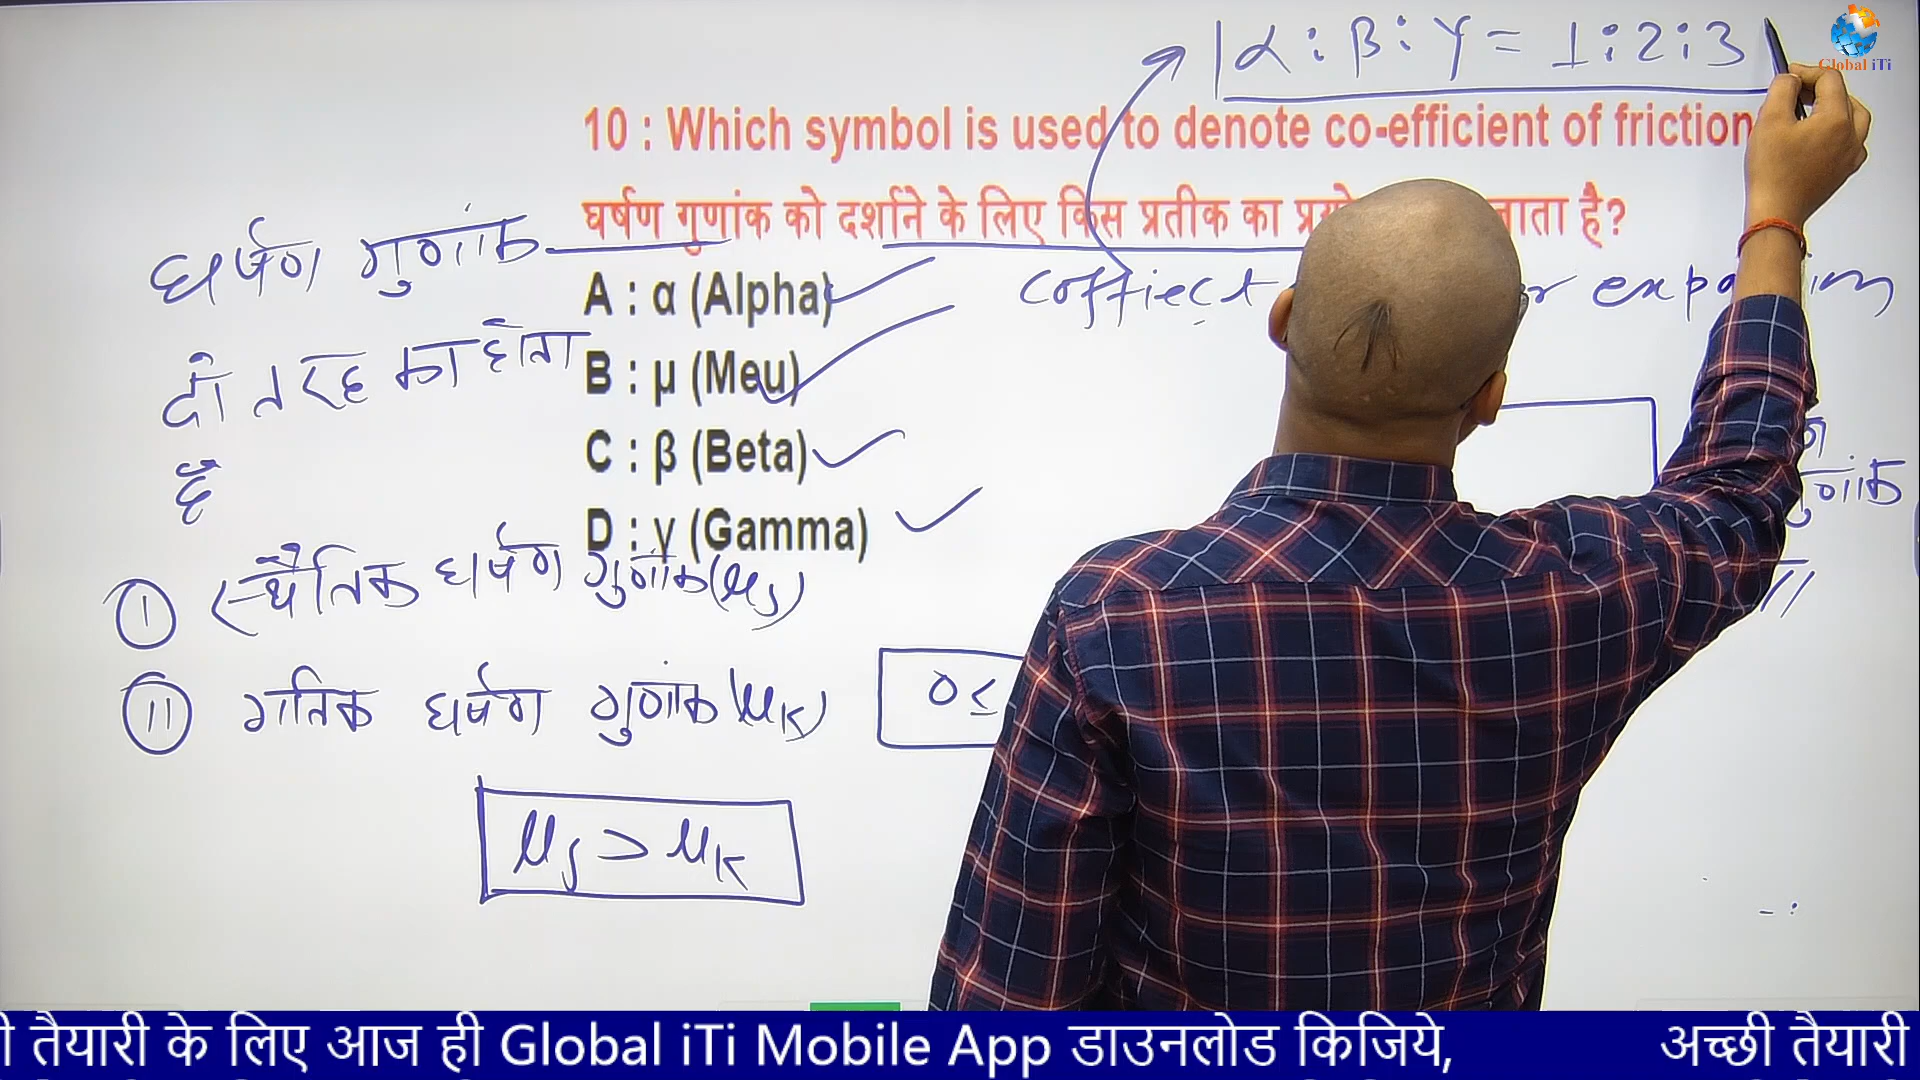 α : β : γ = 1 : 2 : 3
Global iTi
10 : Which symbol is used to denote co-efficient of friction
घर्षण गुणांक को दर्शाने के लिए किस प्रतीक का जाता है?
A : α (Alpha)
B : μ (Meu)
C : β (Beta)
D : γ (Gamma)
घर्षण गुणांक
दो तरह का होता
है
I स्थैतिक घर्षण गुणांक (μs)
II गतिक घर्षण गुणांक (μK)
0 ≤
μs > μK
तैयारी के लिए आज ही Global iTi Mobile App डाउनलोड किजिये, अच्छी तैयारी